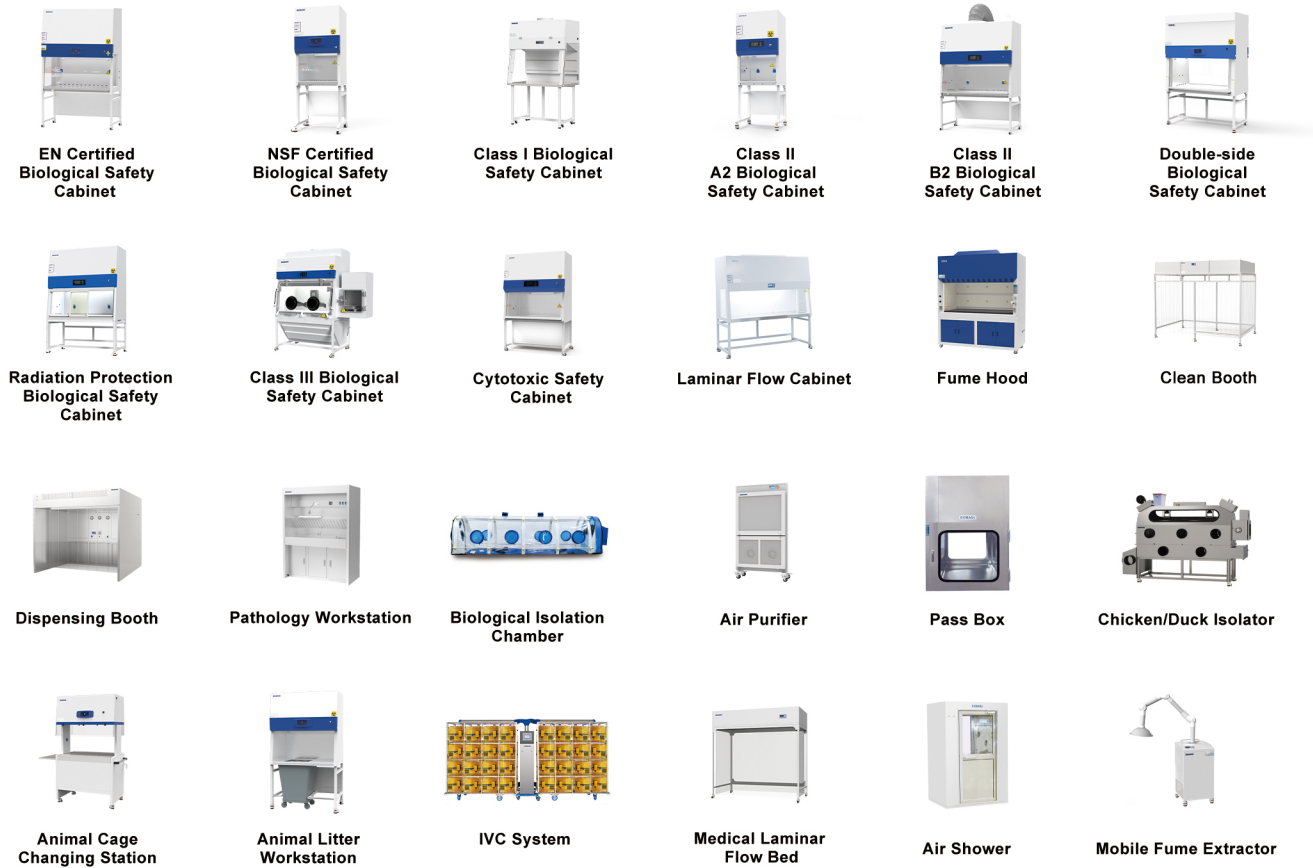 EN Certified
Biological Safety
Cabinet
NSF Certified
Biological Safety
Cabinet
Class I Biological
Safety Cabinet
Class II
A2 Biological
Safety Cabinet
Class II
B2 Biological
Safety Cabinet
Double-side
Biological
Safety Cabinet
Radiation Protection
Biological Safety
Cabinet
Class III Biological
Safety Cabinet
Cytotoxic Safety
Cabinet
Laminar Flow Cabinet
Fume Hood
Clean Booth
Dispensing Booth
Pathology Workstation
Biological Isolation
Chamber
Air Purifier
Pass Box
Chicken/Duck Isolator
Animal Cage
Changing Station
Animal Litter
Workstation
IVC System
Medical Laminar
Flow Bed
Air Shower
Mobile Fume Extractor